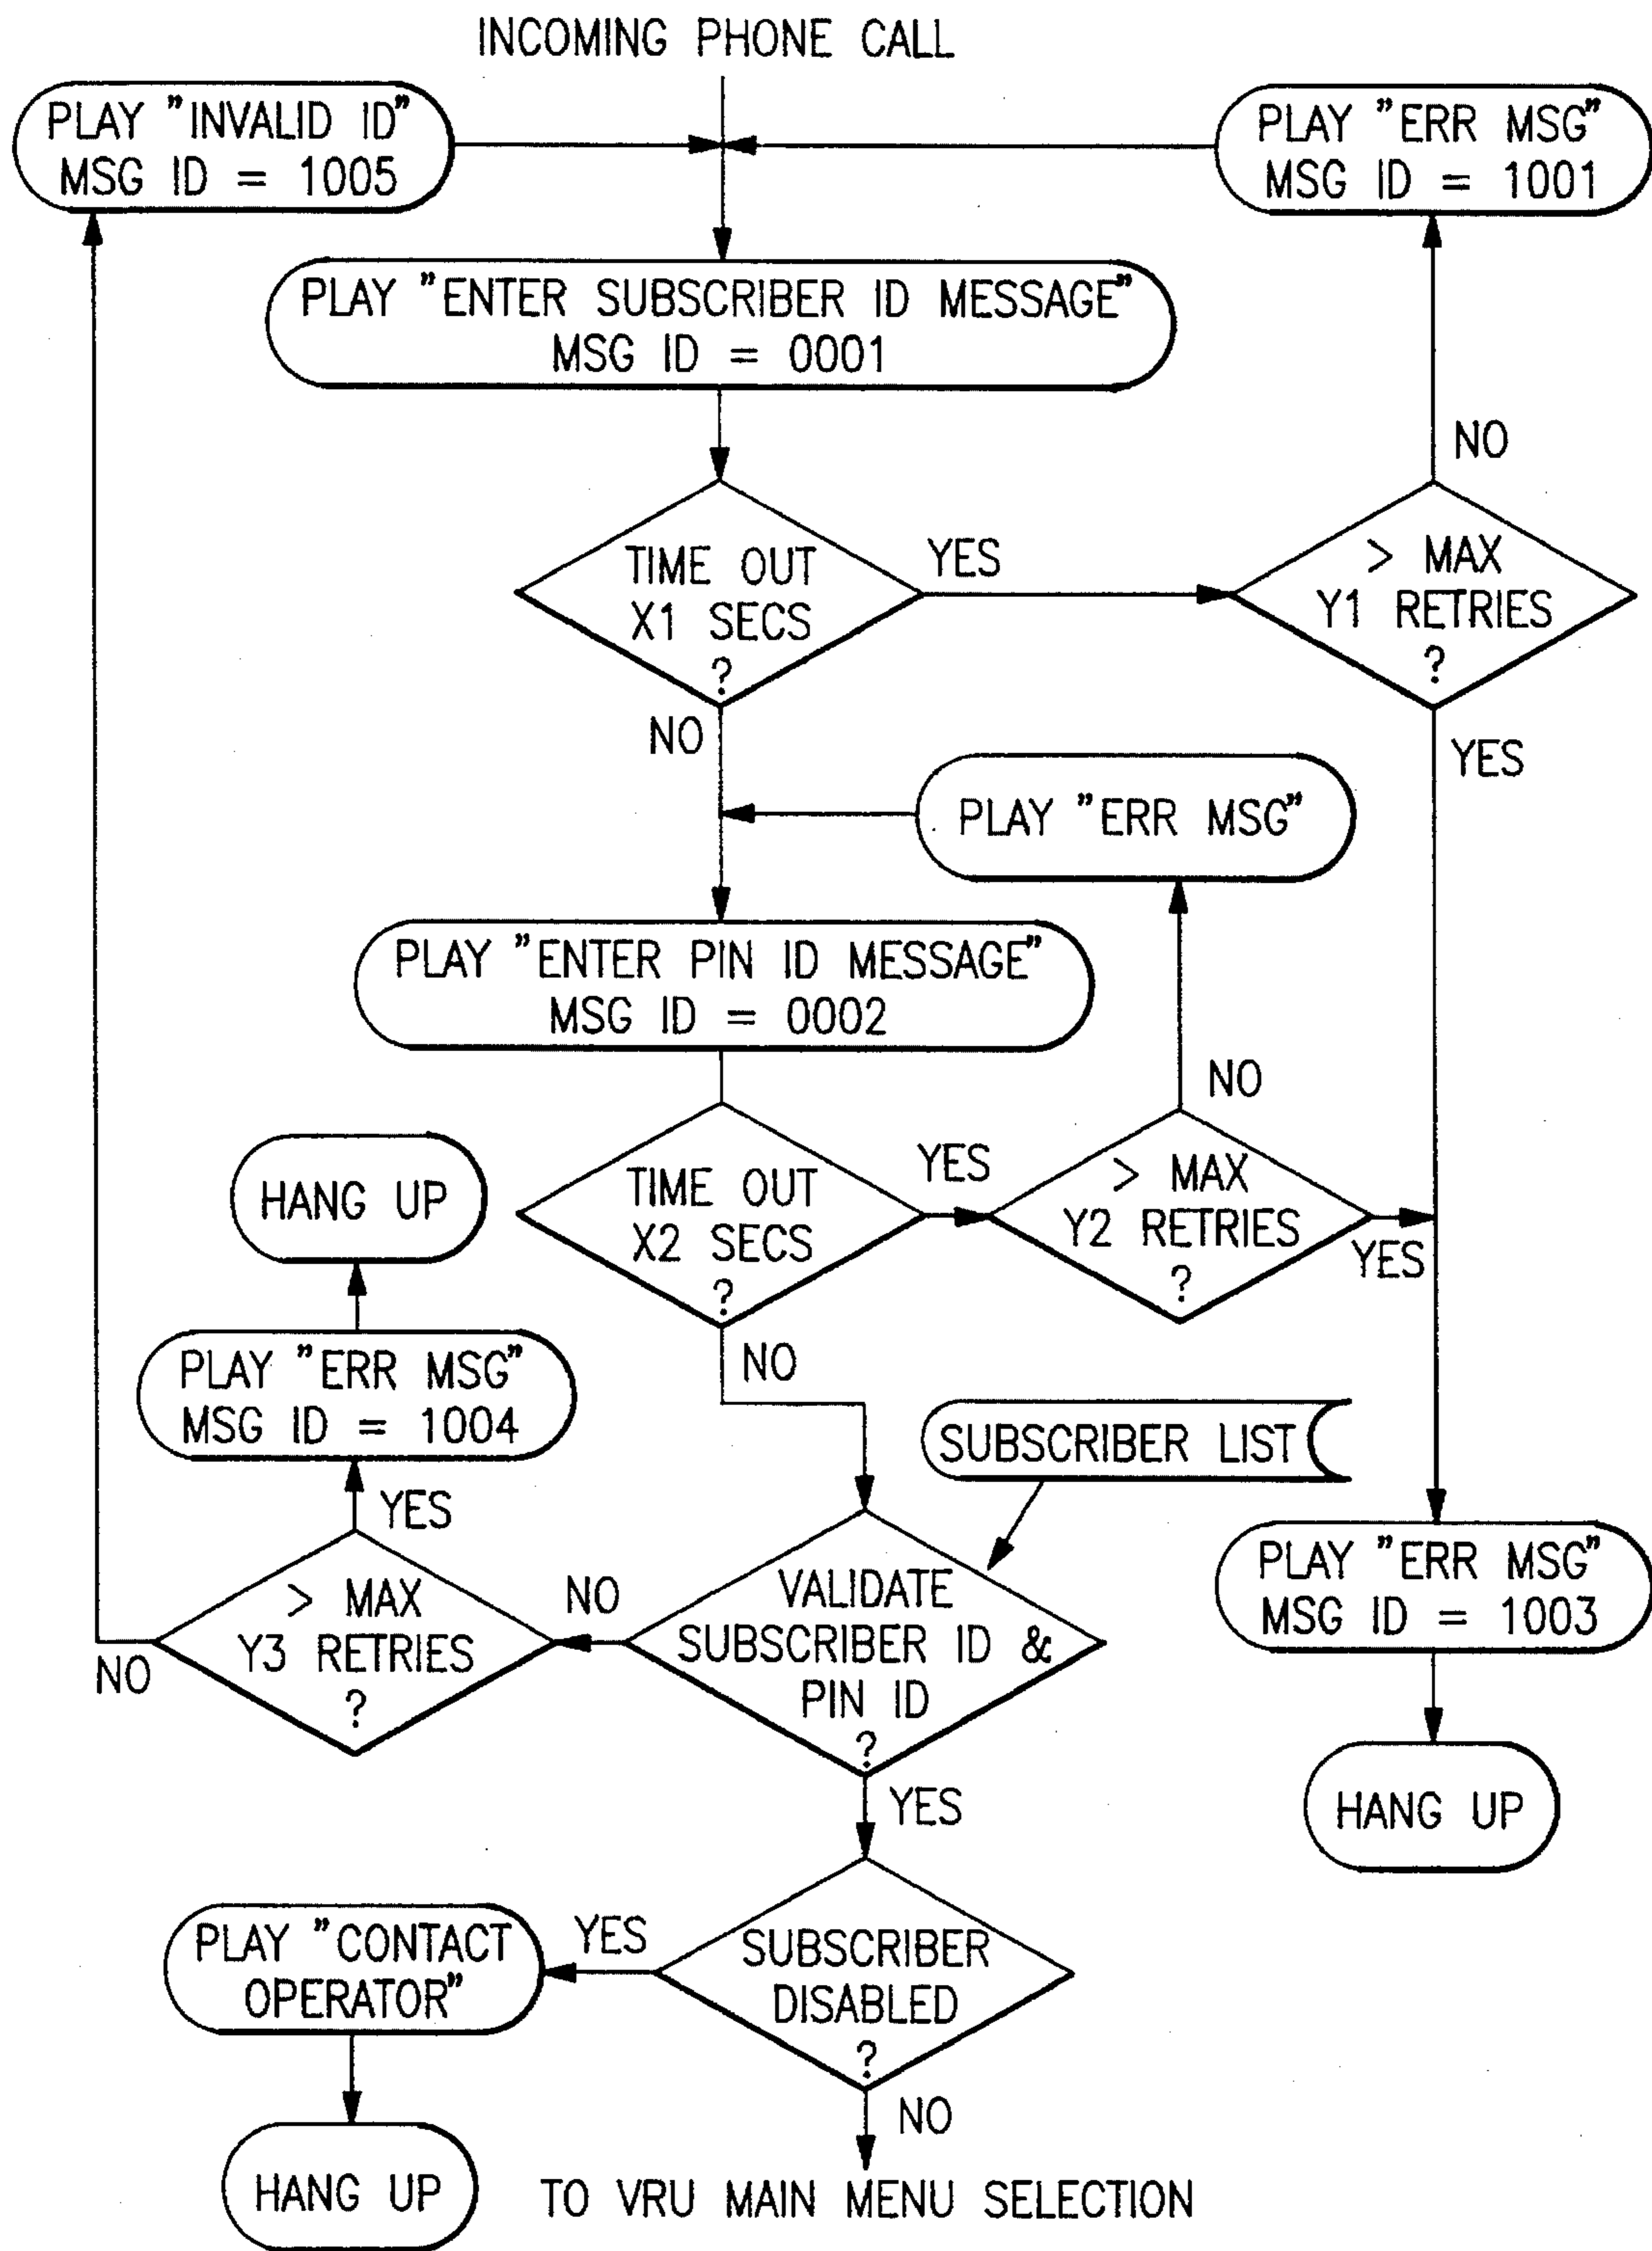 INCOMING PHONE CALL
PLAY "INVALID ID"
MSG ID = 1005
PLAY "ERR MSG"
MSG ID = 1001
PLAY "ENTER SUBSCRIBER ID MESSAGE"
MSG ID = 0001
NO
TIME OUT
X1 SECS
?
YES
> MAX
Y1 RETRIES
?
NO
YES
PLAY "ERR MSG"
PLAY "ENTER PIN ID MESSAGE"
MSG ID = 0002
NO
HANG UP
TIME OUT
X2 SECS
?
YES
> MAX
Y2 RETRIES
?
YES
NO
PLAY "ERR MSG"
MSG ID = 1004
SUBSCRIBER LIST
YES
> MAX
Y3 RETRIES
?
NO
NO
VALIDATE
SUBSCRIBER ID &
PIN ID
?
PLAY "ERR MSG"
MSG ID = 1003
YES
HANG UP
PLAY "CONTACT
OPERATOR"
YES
SUBSCRIBER
DISABLED
?
NO
HANG UP
TO VRU MAIN MENU SELECTION